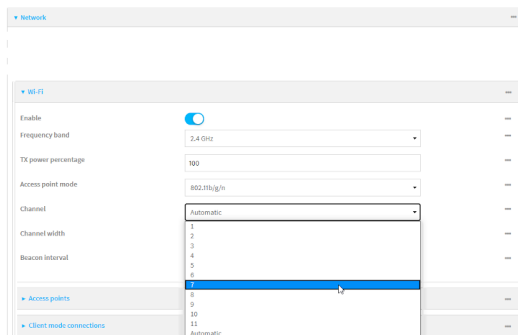 Network
Wi-Fi
Enable
Frequency band
2.4 GHz
TX power percentage
100
Access point mode
802.11b/g/n
Channel
Automatic
1
Channel width
2
3
4
Beacon interval
5
6
7
Access points
8
9
10
Client mode connections
11
Automatic